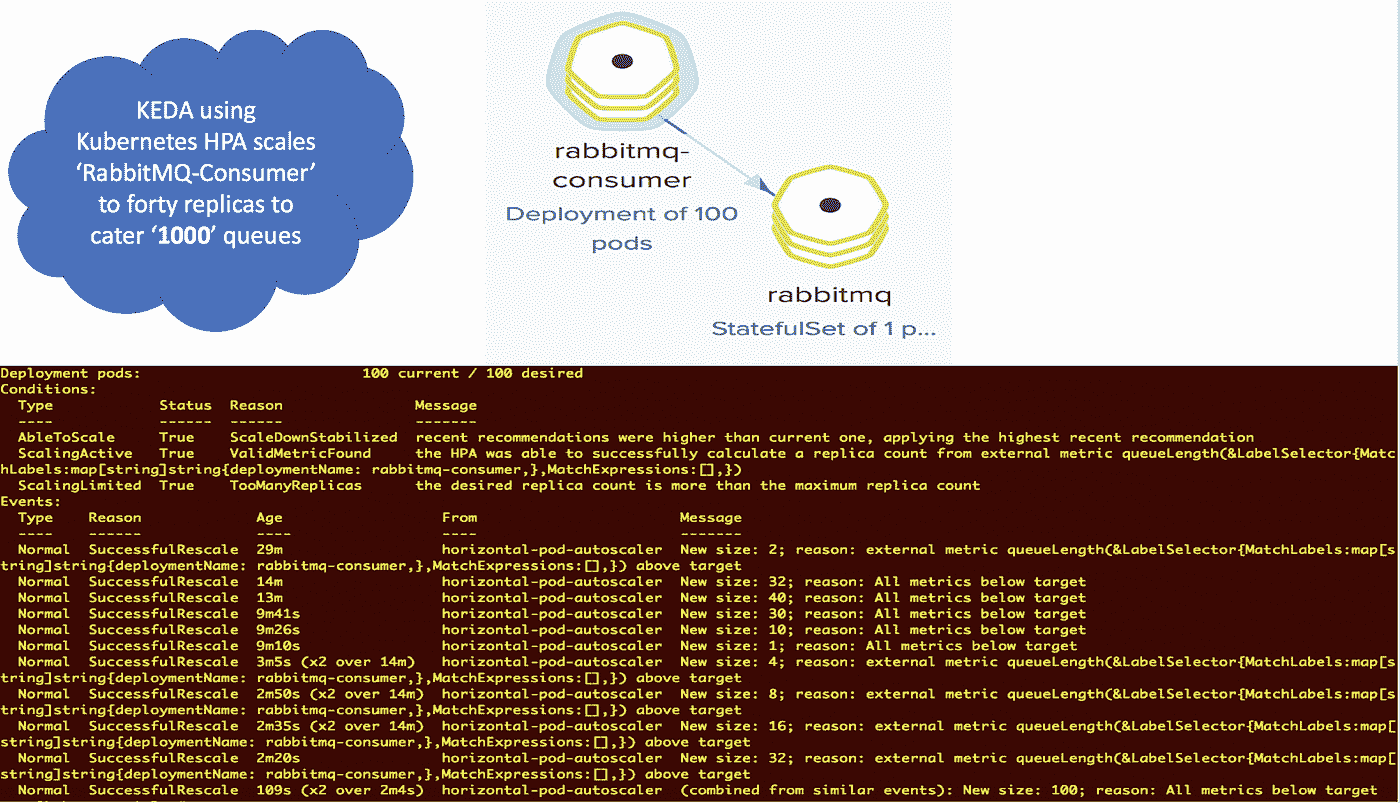 KEDA using
Kubernetes HPA scales
‘RabbitMQ-Consumer’
to forty replicas to
cater ‘1000’ queues
rabbitmq-
consumer
Deployment of 100
pods
rabbitmq
StatefulSet of 1 p...
Deployment pods: 100 current / 100 desired
Conditions:
Type Status Reason Message
---- ------ ------ -------
AbleToScale True ScaleDownStabilized recent recommendations were higher than current one, applying the highest recent recommendation
ScalingActive True ValidMetricFound the HPA was able to successfully calculate a replica count from external metric queueLength(&LabelSelector{Matc
hLabels:map[string]string{deploymentName: rabbitmq-consumer,},MatchExpressions:[],})
ScalingLimited True TooManyReplicas the desired replica count is more than the maximum replica count
Events:
Type Reason Age From Message
---- ------ ---- ---- -------
Normal SuccessfulRescale 29m horizontal-pod-autoscaler New size: 2; reason: external metric queueLength(&LabelSelector{MatchLabels:map[s
tring]string{deploymentName: rabbitmq-consumer,},MatchExpressions:[],}) above target
Normal SuccessfulRescale 14m horizontal-pod-autoscaler New size: 32; reason: All metrics below target
Normal SuccessfulRescale 13m horizontal-pod-autoscaler New size: 40; reason: All metrics below target
Normal SuccessfulRescale 9m41s horizontal-pod-autoscaler New size: 30; reason: All metrics below target
Normal SuccessfulRescale 9m26s horizontal-pod-autoscaler New size: 10; reason: All metrics below target
Normal SuccessfulRescale 9m10s horizontal-pod-autoscaler New size: 1; reason: All metrics below target
Normal SuccessfulRescale 3m5s (x2 over 14m) horizontal-pod-autoscaler New size: 4; reason: external metric queueLength(&LabelSelector{MatchLabels:map[s
tring]string{deploymentName: rabbitmq-consumer,},MatchExpressions:[],}) above target
Normal SuccessfulRescale 2m50s (x2 over 14m) horizontal-pod-autoscaler New size: 8; reason: external metric queueLength(&LabelSelector{MatchLabels:map[s
tring]string{deploymentName: rabbitmq-consumer,},MatchExpressions:[],}) above target
Normal SuccessfulRescale 2m35s (x2 over 14m) horizontal-pod-autoscaler New size: 16; reason: external metric queueLength(&LabelSelector{MatchLabels:map[
string]string{deploymentName: rabbitmq-consumer,},MatchExpressions:[],}) above target
Normal SuccessfulRescale 2m20s horizontal-pod-autoscaler New size: 32; reason: external metric queueLength(&LabelSelector{MatchLabels:map[
string]string{deploymentName: rabbitmq-consumer,},MatchExpressions:[],}) above target
Normal SuccessfulRescale 109s (x2 over 2m4s) horizontal-pod-autoscaler (combined from similar events): New size: 100; reason: All metrics below target